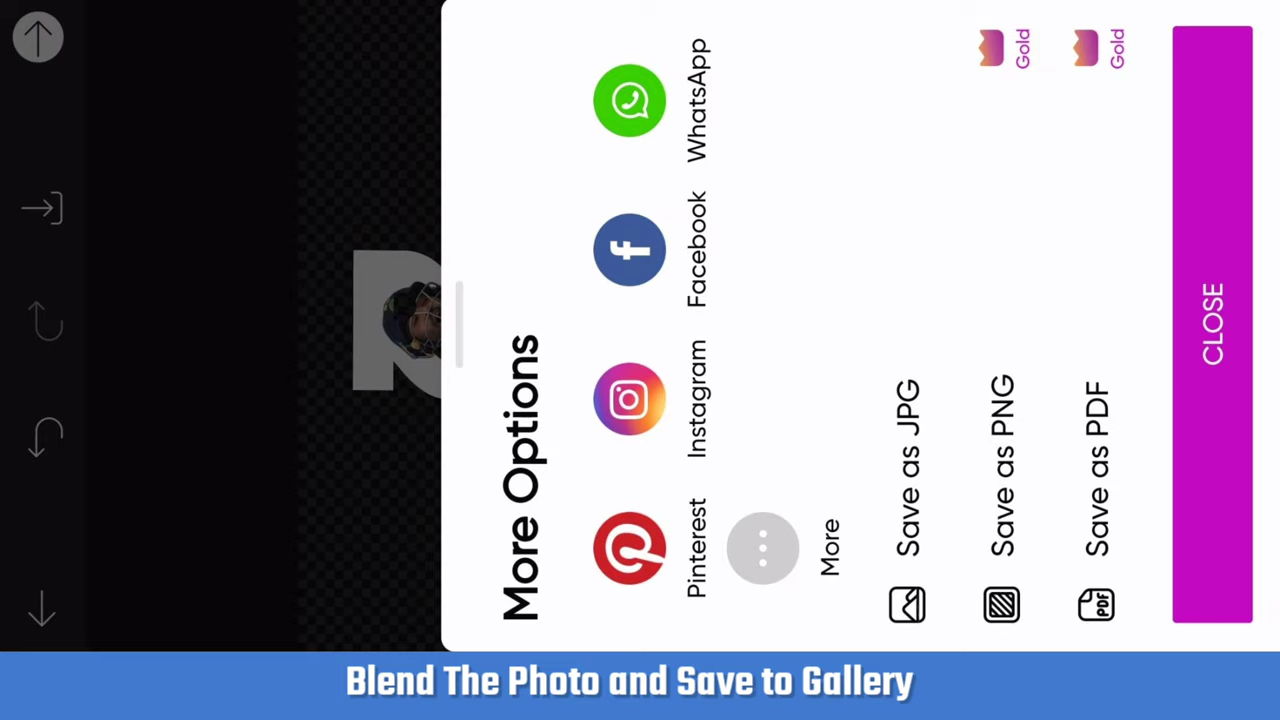 More Options
Pinterest
Instagram
Facebook
WhatsApp
More
Save as JPG
Save as PNG
Gold
Save as PDF
Gold
PDF
CLOSE
Blend The Photo and Save to Gallery